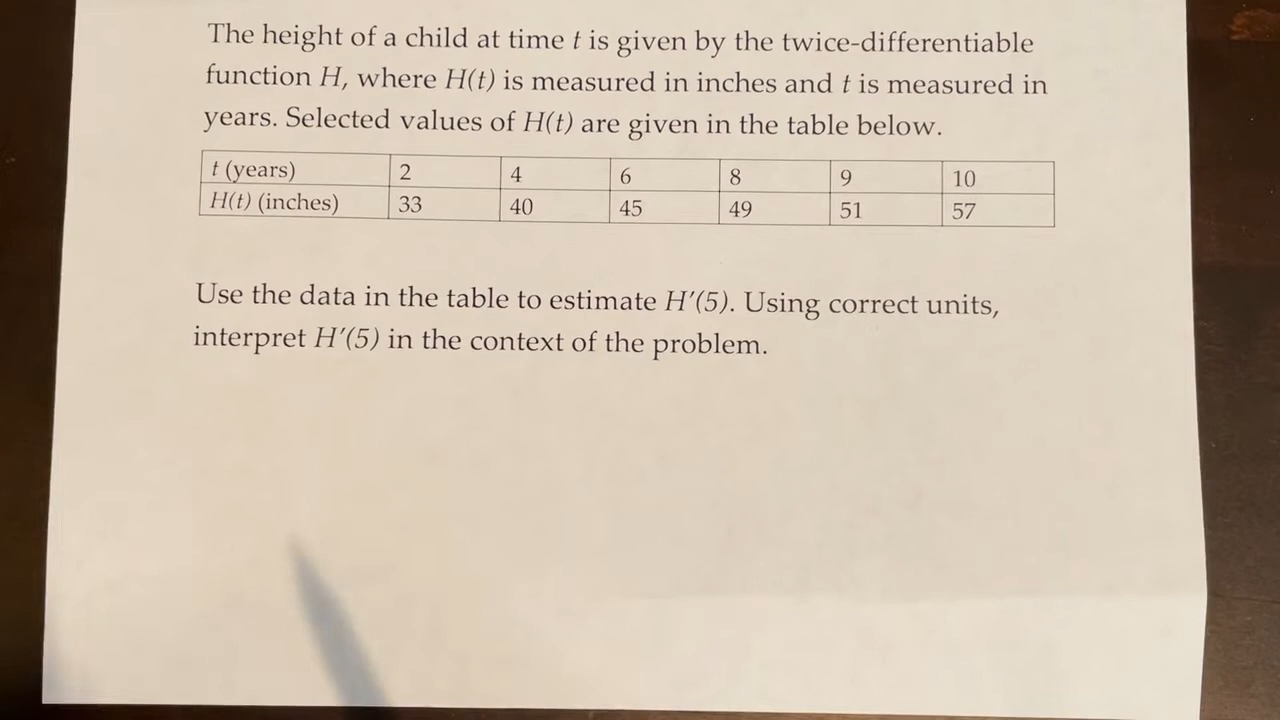 The height of a child at time t is given by the twice-differentiable
function H, where H(t) is measured in inches and t is measured in
years. Selected values of H(t) are given in the table below.
t (years) 2 4 6 8 9 10
H(t) (inches) 33 40 45 49 51 57
Use the data in the table to estimate H′(5). Using correct units,
interpret H′(5) in the context of the problem.